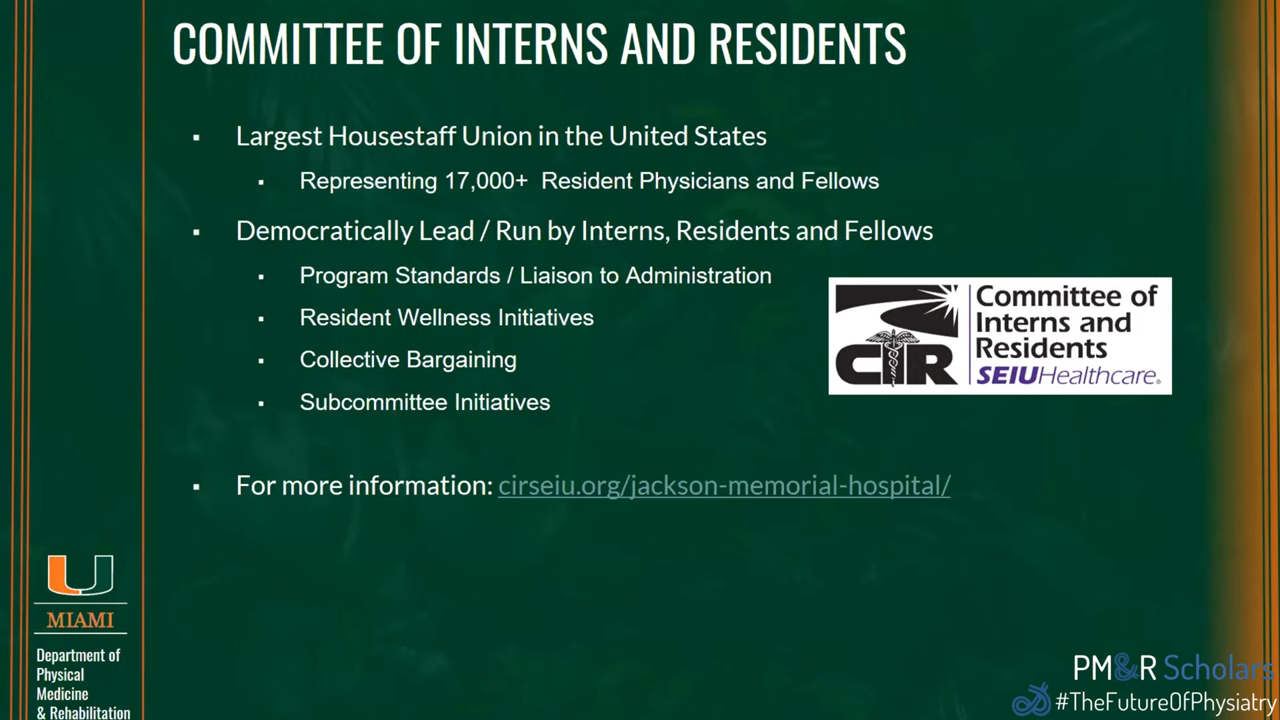 COMMITTEE OF INTERNS AND RESIDENTS
▪ Largest Housestaff Union in the United States
▪ Representing 17,000+ Resident Physicians and Fellows
▪ Democratically Lead / Run by Interns, Residents and Fellows
▪ Program Standards / Liaison to Administration
▪ Resident Wellness Initiatives
▪ Collective Bargaining
▪ Subcommittee Initiatives
▪ For more information: cirseiu.org/jackson-memorial-hospital/
CIR
Committee of
Interns and
Residents
SEIUHealthcare®
U
MIAMI
Department of
Physical
Medicine
& Rehabilitation
PM&R Scholars
#TheFutureOfPhysiatry